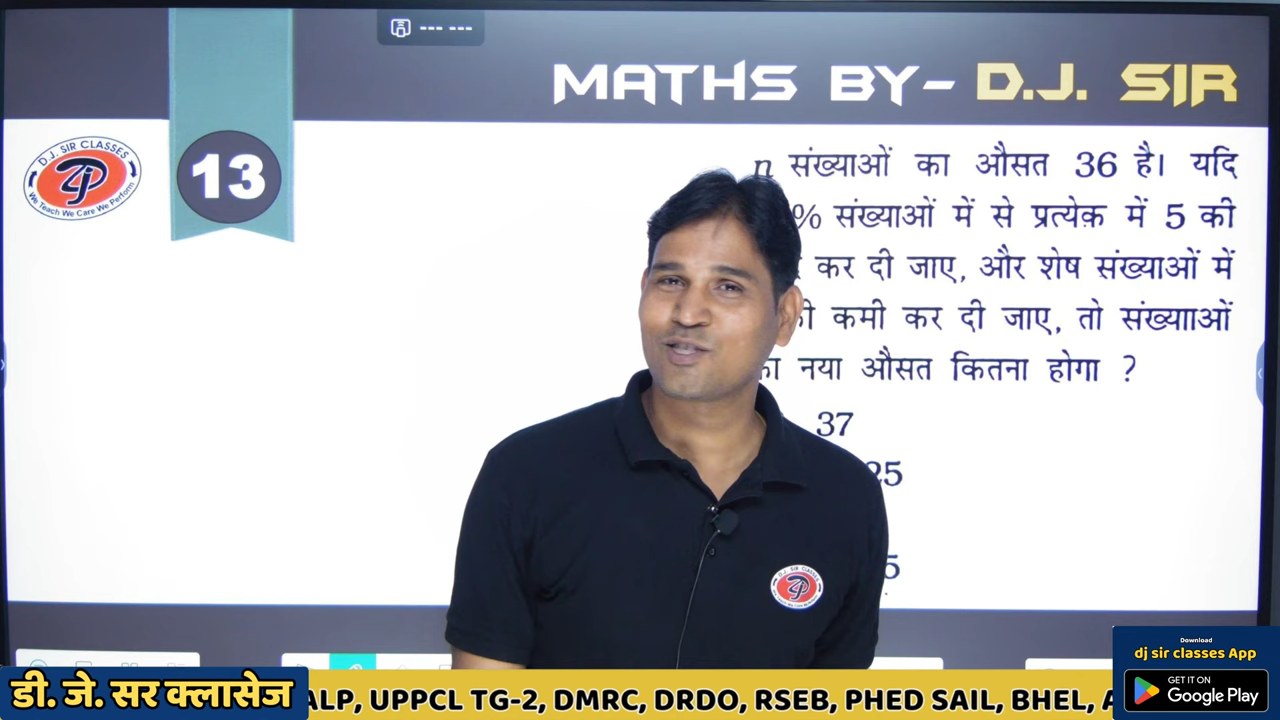 MATHS BY- D.J. SIR
D.J. SIR CLASSES
We Teach We Care We Perform
13
n संख्याओं का औसत 36 है। यदि
% संख्याओं में से प्रत्येक़ में 5 की
कर दी जाए, और शेष संख्याओं में
की कमी कर दी जाए, तो संख्यााओं
का नया औसत कितना होगा ?
37
25
5
D.J. SIR CLASSES
डी. जे. सर क्लासेज
ALP, UPPCL TG-2, DMRC, DRDO, RSEB, PHED SAIL, BHEL,
Download
dj sir classes App
GET IT ON
Google Play